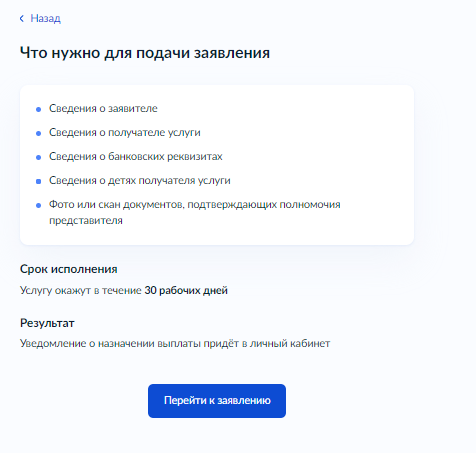 Назад
Что нужно для подачи заявления
Сведения о заявителе
Сведения о получателе услуги
Сведения о банковских реквизитах
Сведения о детях получателя услуги
Фото или скан документов, подтверждающих полномочия
представителя
Срок исполнения
Услугу окажут в течение 30 рабочих дней
Результат
Уведомление о назначении выплаты придёт в личный кабинет
Перейти к заявлению